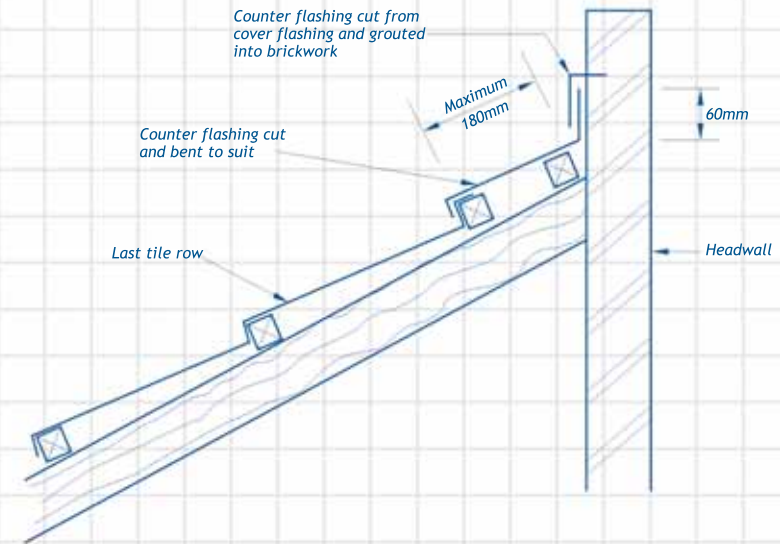 Counter flashing cut from
cover flashing and grouted
into brickwork
Maximum
180mm
60mm
Counter flashing cut
and bent to suit
Last tile row
Headwall